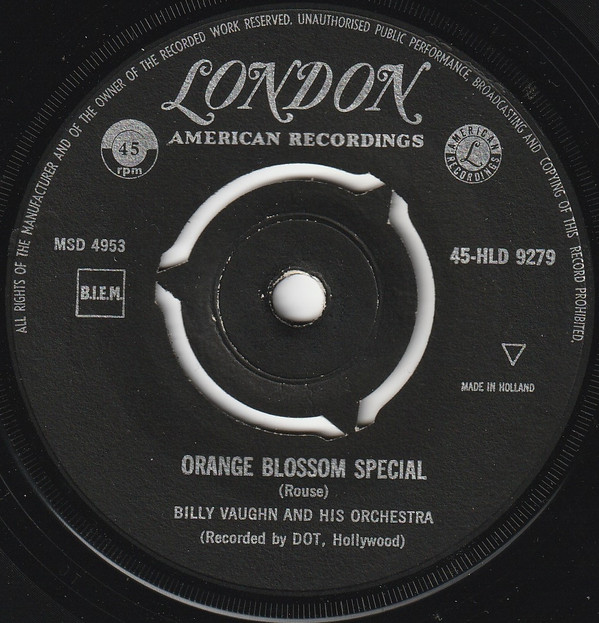 ALL RIGHTS OF THE MANUFACTURER AND OF THE OWNER OF THE RECORDED WORK RESERVED. UNAUTHORISED PUBLIC PERFORMANCE, BROADCASTING AND COPYING OF THIS RECORD PROHIBITED.
LONDON
AMERICAN RECORDINGS
45
rpm
AMERICAN
L
RECORDINGS
MSD 4953
45-HLD 9279
B.I.E.M.
MADE IN HOLLAND
ORANGE BLOSSOM SPECIAL
(Rouse)
BILLY VAUGHN AND HIS ORCHESTRA
(Recorded by DOT, Hollywood)